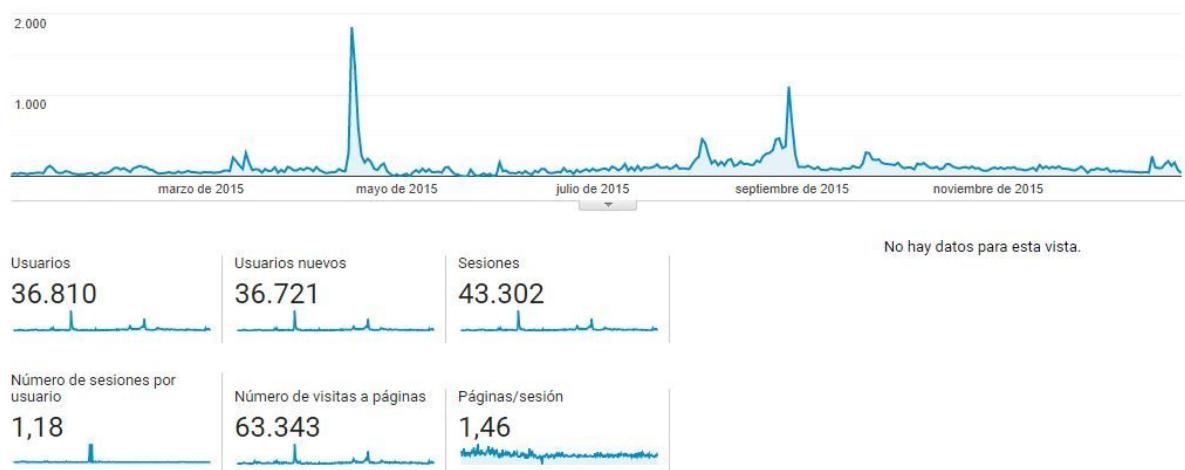 2.000
1.000
marzo de 2015
mayo de 2015
julio de 2015
septiembre de 2015
noviembre de 2015
No hay datos para esta vista.
Usuarios
36.810
Usuarios nuevos
36.721
Sesiones
43.302
Número de sesiones por
usuario
1,18
Número de visitas a páginas
63.343
Páginas/sesión
1,46